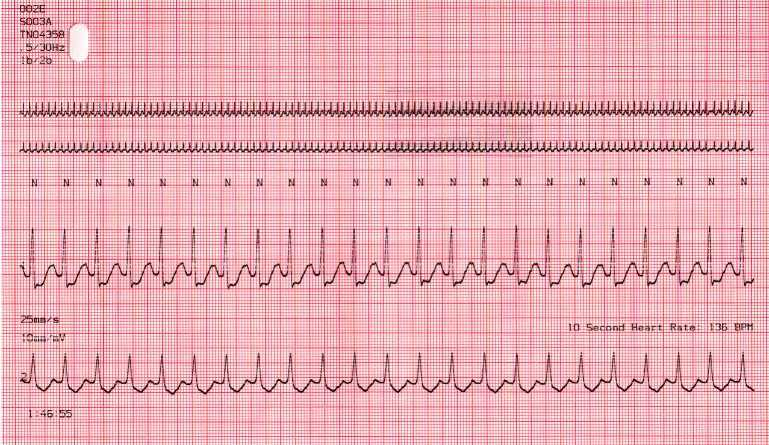 002E
S003A
TN04358
.5/30Hz
1b/2b
N N N N N N N N N N N N N N N N N N N N N N N
1
25mm/s
10mm/mV
10 Second Heart Rate: 136 BPM
2
1:46:55